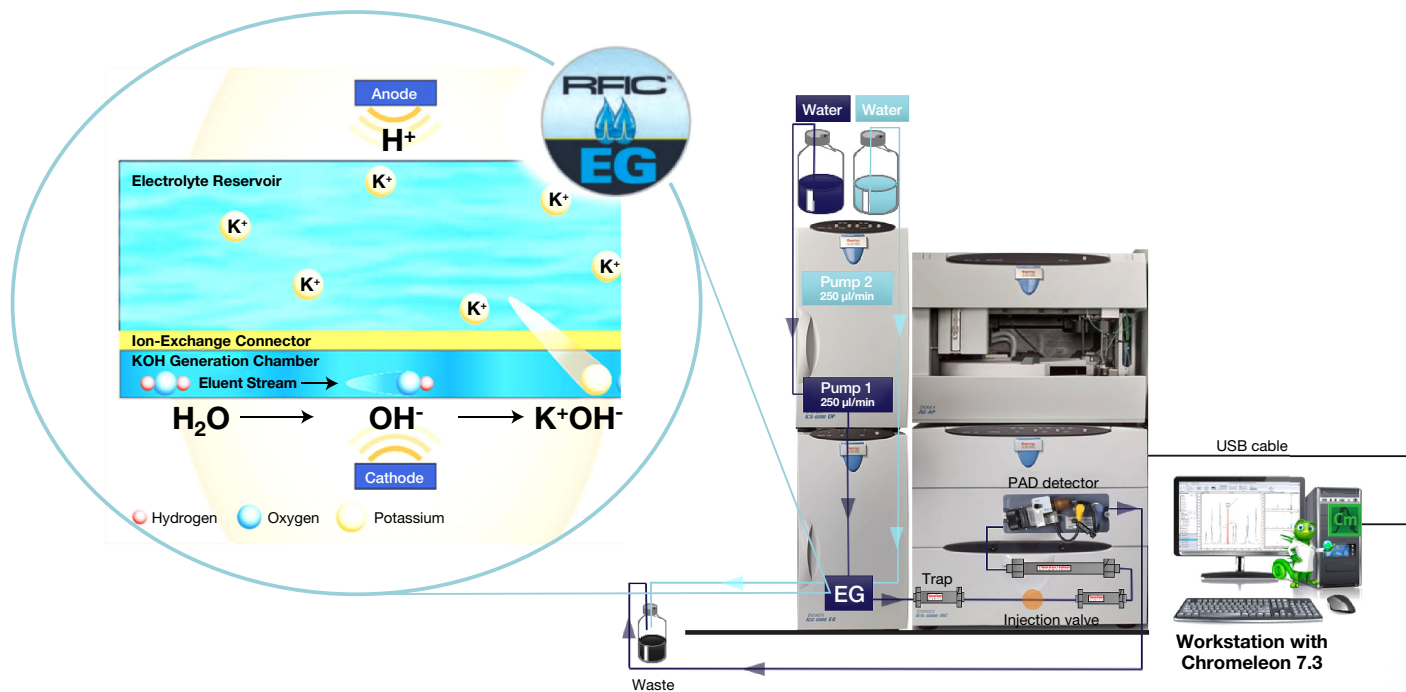 RFIC™
EG
Anode
H⁺
Electrolyte Reservoir
K⁺
K⁺
K⁺
K⁺
K⁺
K⁺
Ion-Exchange Connector
KOH Generation Chamber
Eluent Stream
H₂O
OH⁻
K⁺OH⁻
Cathode
Hydrogen
Oxygen
Potassium
Water
Water
Pump 2
250 µl/min
Pump 1
250 µl/min
EG
Trap
Injection valve
PAD detector
Waste
USB cable
Cm
Workstation with
Chromeleon 7.3